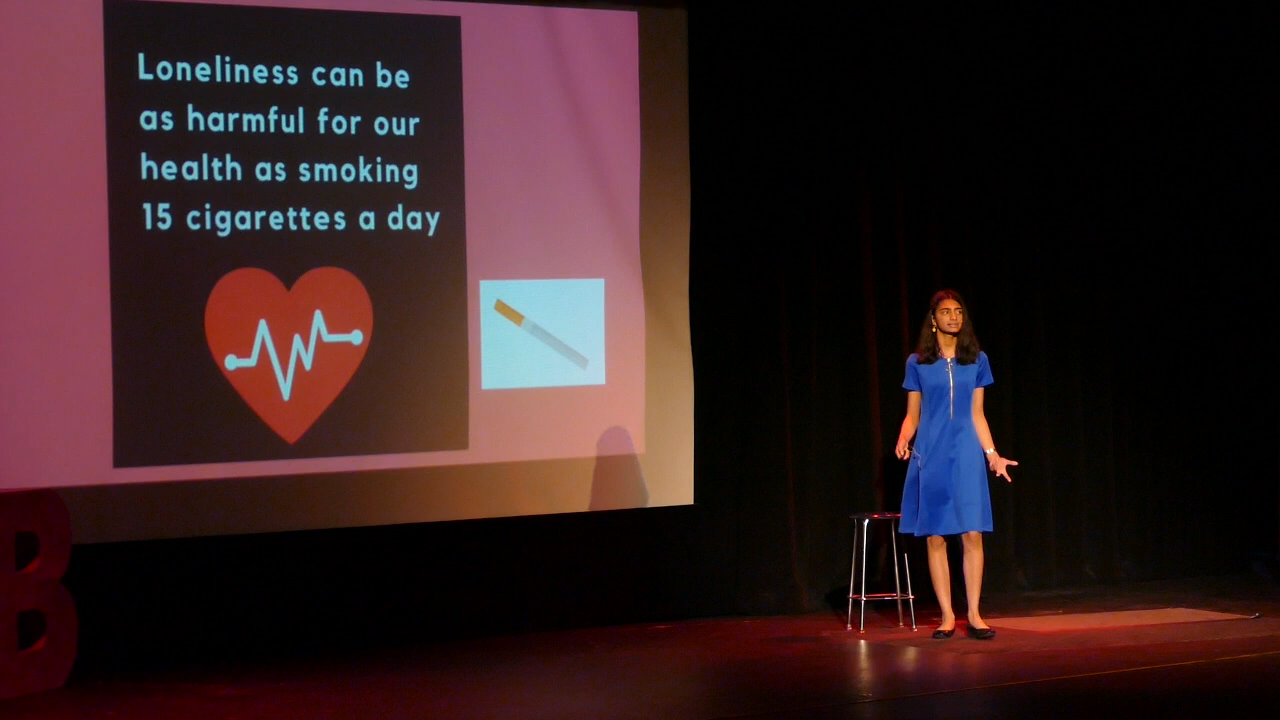 Loneliness can be
as harmful for our
health as smoking
15 cigarettes a day
B